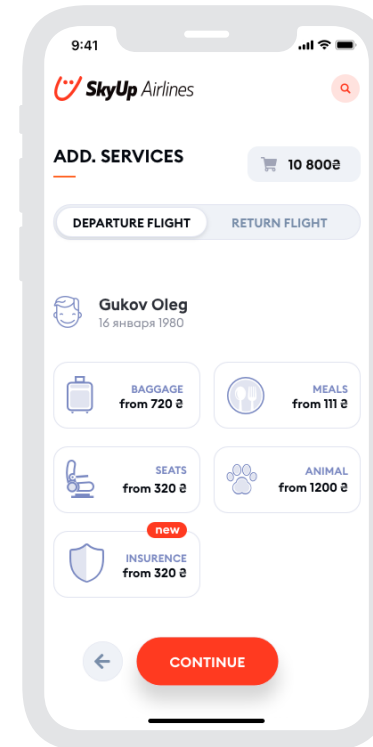 9:41
SkyUp Airlines
ADD. SERVICES
10 800₴
DEPARTURE FLIGHT
RETURN FLIGHT
Gukov Oleg
16 января 1980
BAGGAGE
from 720 ₴
MEALS
from 111 ₴
SEATS
from 320 ₴
ANIMAL
from 1200 ₴
new
INSURENCE
from 320 ₴
CONTINUE